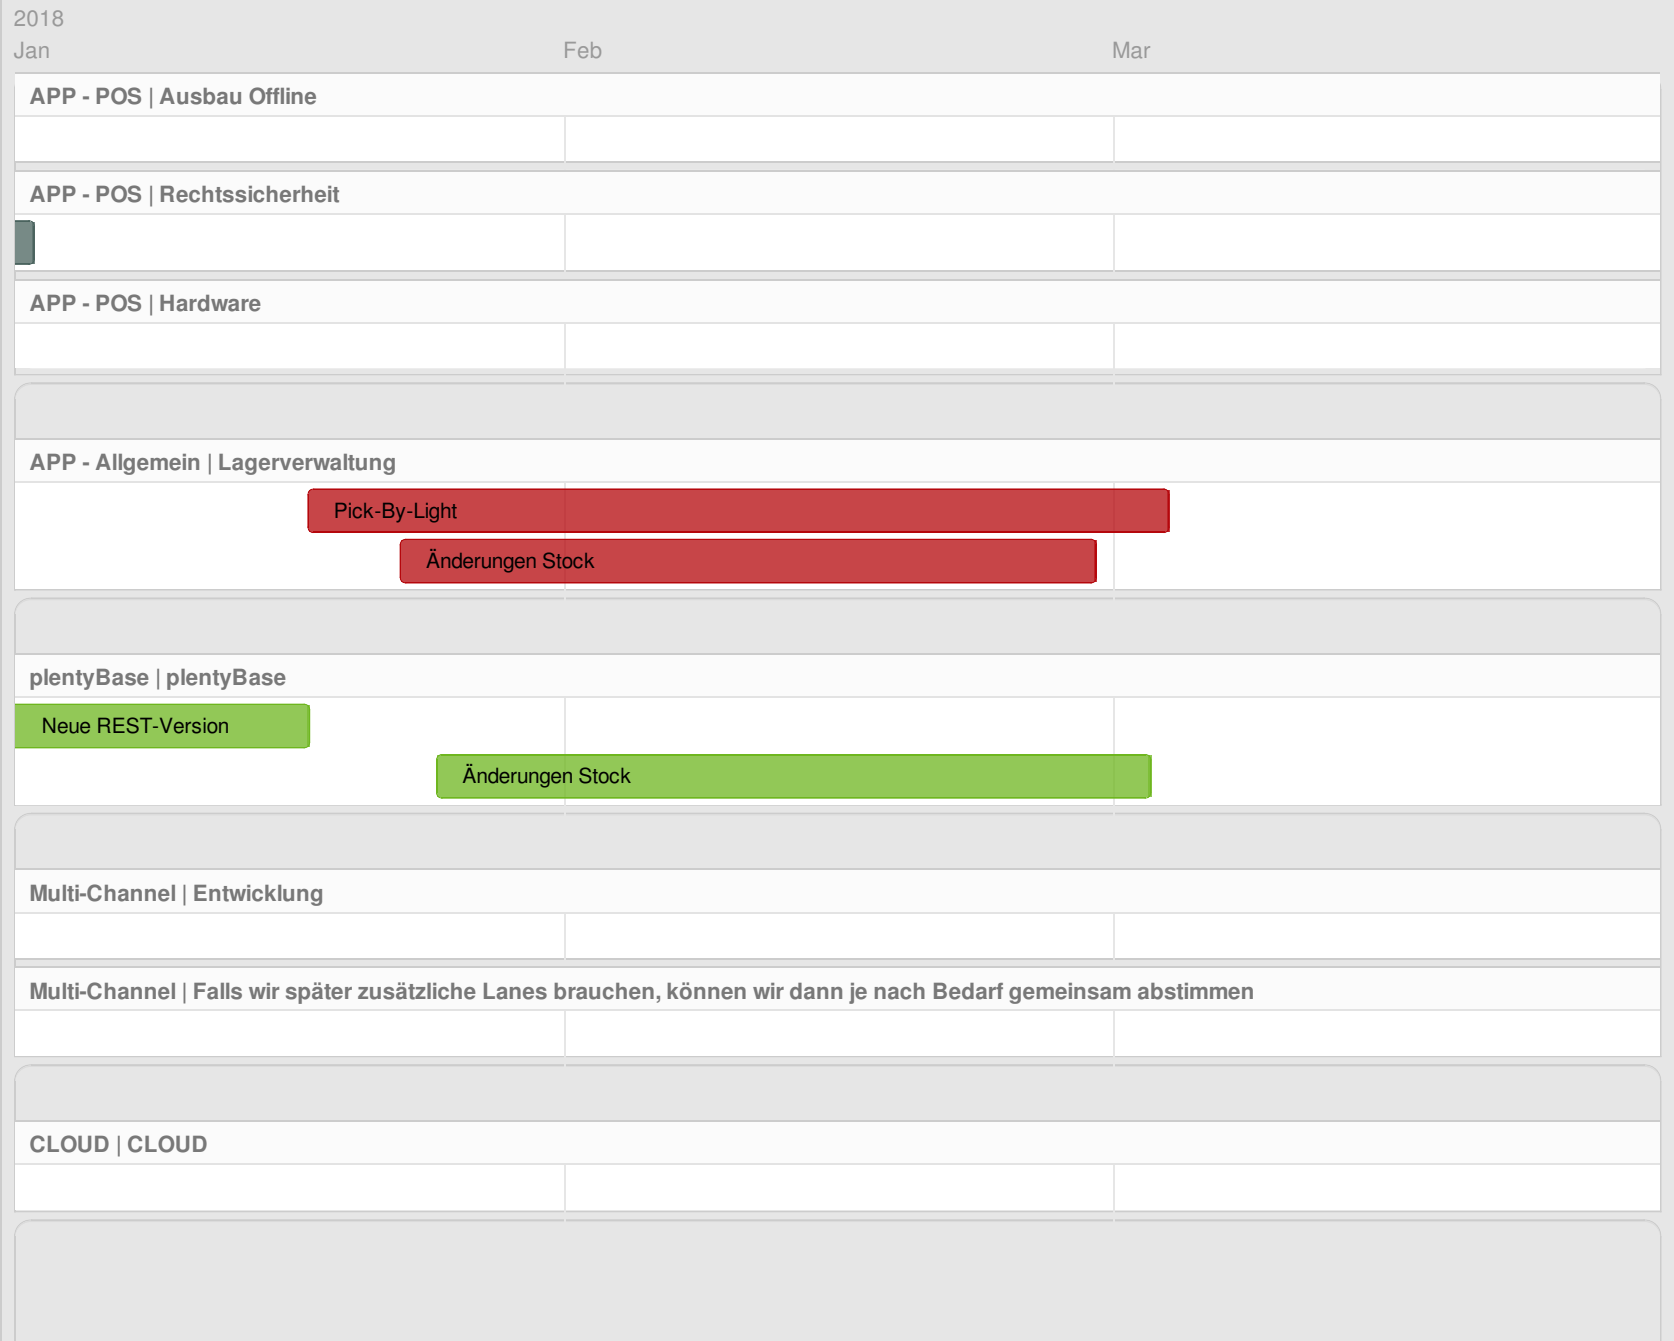 2018
Jan Feb Mar
APP - POS | Ausbau Offline
APP - POS | Rechtssicherheit
APP - POS | Hardware
APP - Allgemein | Lagerverwaltung
Pick-By-Light
Änderungen Stock
plentyBase | plentyBase
Neue REST-Version
Änderungen Stock
Multi-Channel | Entwicklung
Multi-Channel | Falls wir später zusätzliche Lanes brauchen, können wir dann je nach Bedarf gemeinsam abstimmen
CLOUD | CLOUD